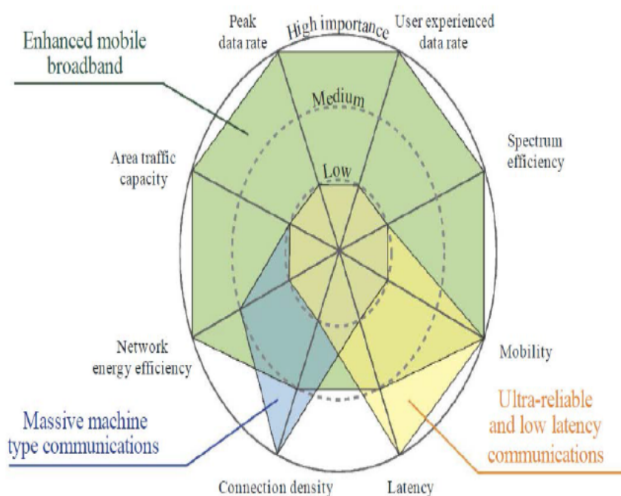 Peak
data rate
High importance
User experienced
data rate
Enhanced mobile
broadband
Medium
Area traffic
capacity
Low
Spectrum
efficiency
Network
energy efficiency
Mobility
Massive machine
type communications
Ultra-reliable
and low latency
communications
Connection density
Latency